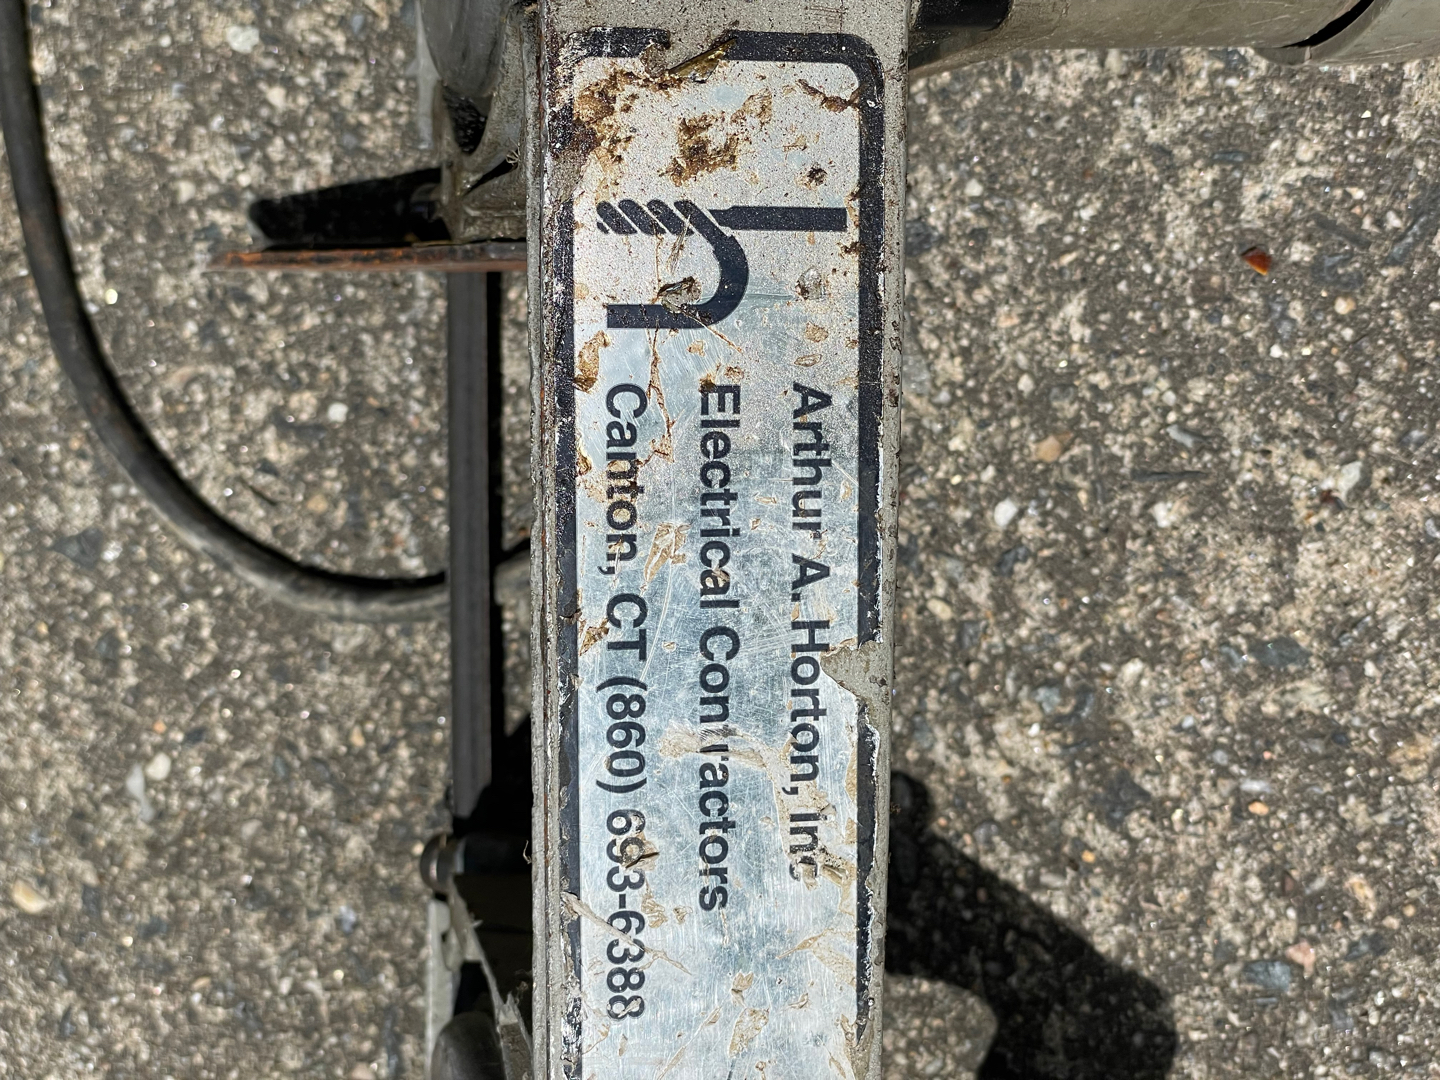 h
Arthur A. Horton, Inc
Electrical Contractors
Canton, CT (860) 693-6388